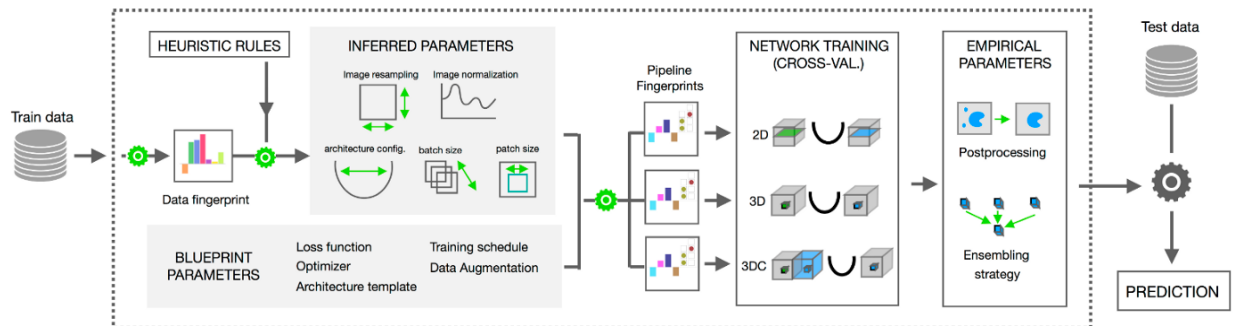 Train data
HEURISTIC RULES
Data fingerprint
INFERRED PARAMETERS
Image resampling
Image normalization
architecture config.
batch size
patch size
BLUEPRINT
PARAMETERS
Loss function
Optimizer
Architecture template
Training schedule
Data Augmentation
Pipeline
Fingerprints
NETWORK TRAINING
(CROSS-VAL.)
2D
3D
3DC
EMPIRICAL
PARAMETERS
Postprocessing
Ensembling
strategy
Test data
PREDICTION